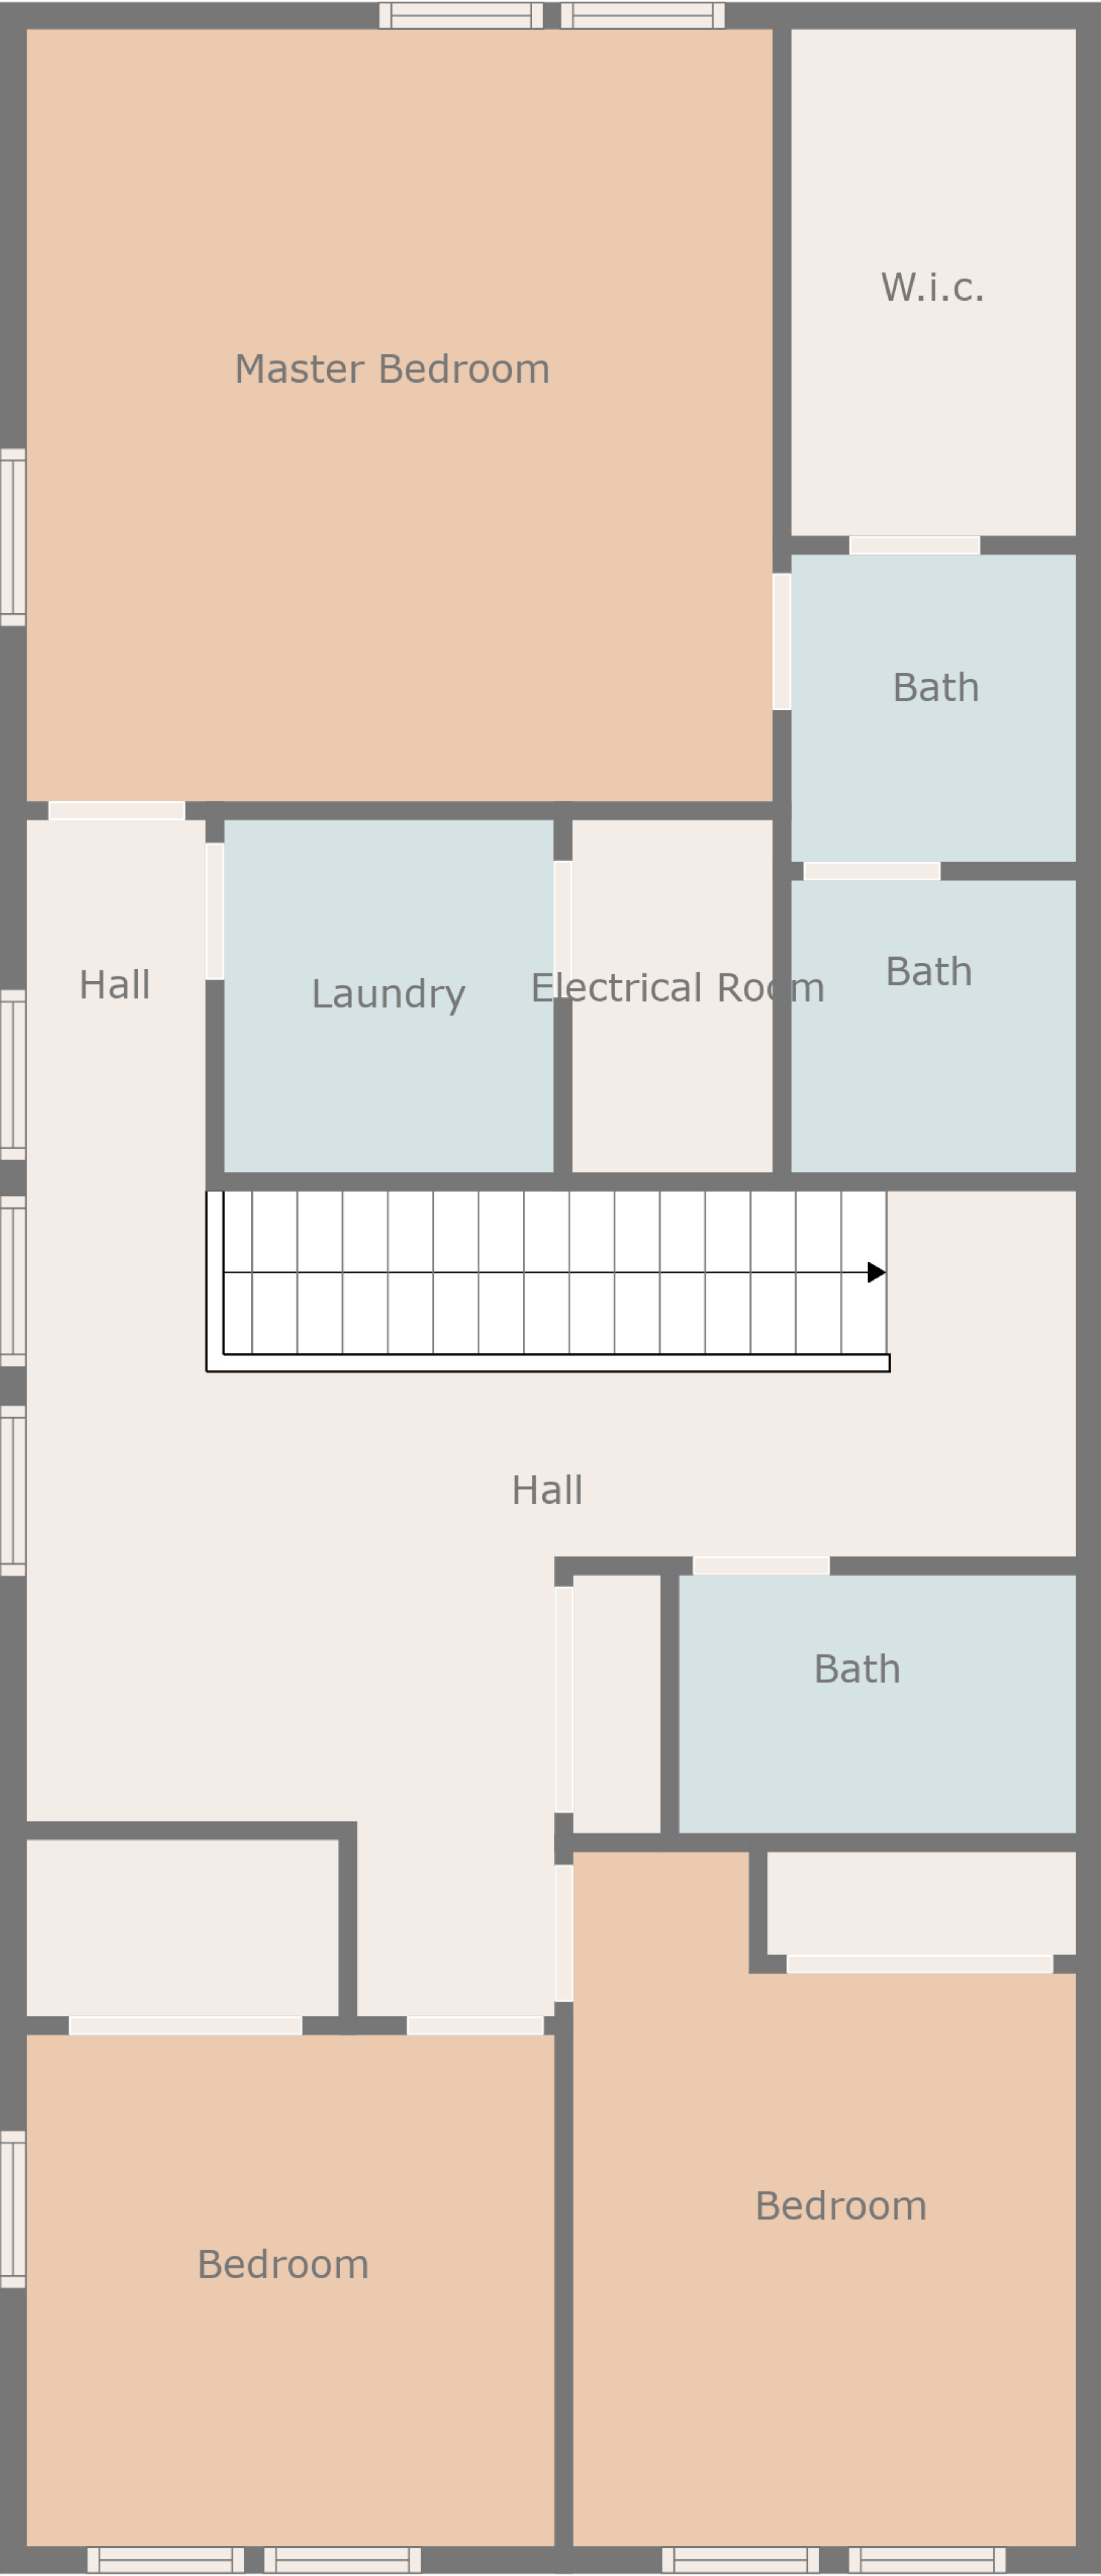 W.i.c.
Master Bedroom
Bath
Hall
Laundry
Electrical Room
Bath
Hall
Bath
Bedroom
Bedroom